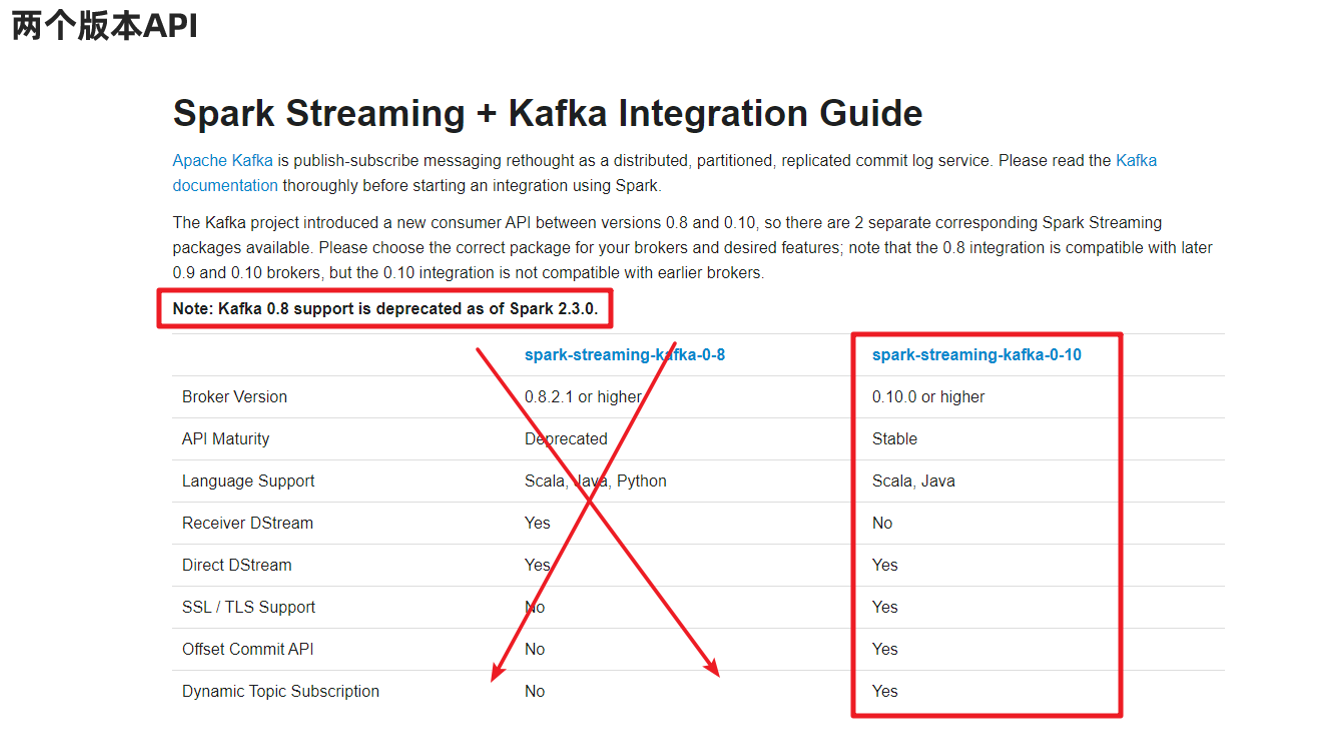 两个版本API
Spark Streaming + Kafka Integration Guide
Apache Kafka is publish-subscribe messaging rethought as a distributed, partitioned, replicated commit log service. Please read the Kafka
documentation thoroughly before starting an integration using Spark.
The Kafka project introduced a new consumer API between versions 0.8 and 0.10, so there are 2 separate corresponding Spark Streaming
packages available. Please choose the correct package for your brokers and desired features; note that the 0.8 integration is compatible with later
0.9 and 0.10 brokers, but the 0.10 integration is not compatible with earlier brokers.
Note: Kafka 0.8 support is deprecated as of Spark 2.3.0.
spark-streaming-kafka-0-8 spark-streaming-kafka-0-10
Broker Version 0.8.2.1 or higher 0.10.0 or higher
API Maturity Deprecated Stable
Language Support Scala, Java, Python Scala, Java
Receiver DStream Yes No
Direct DStream Yes Yes
SSL / TLS Support No Yes
Offset Commit API No Yes
Dynamic Topic Subscription No Yes